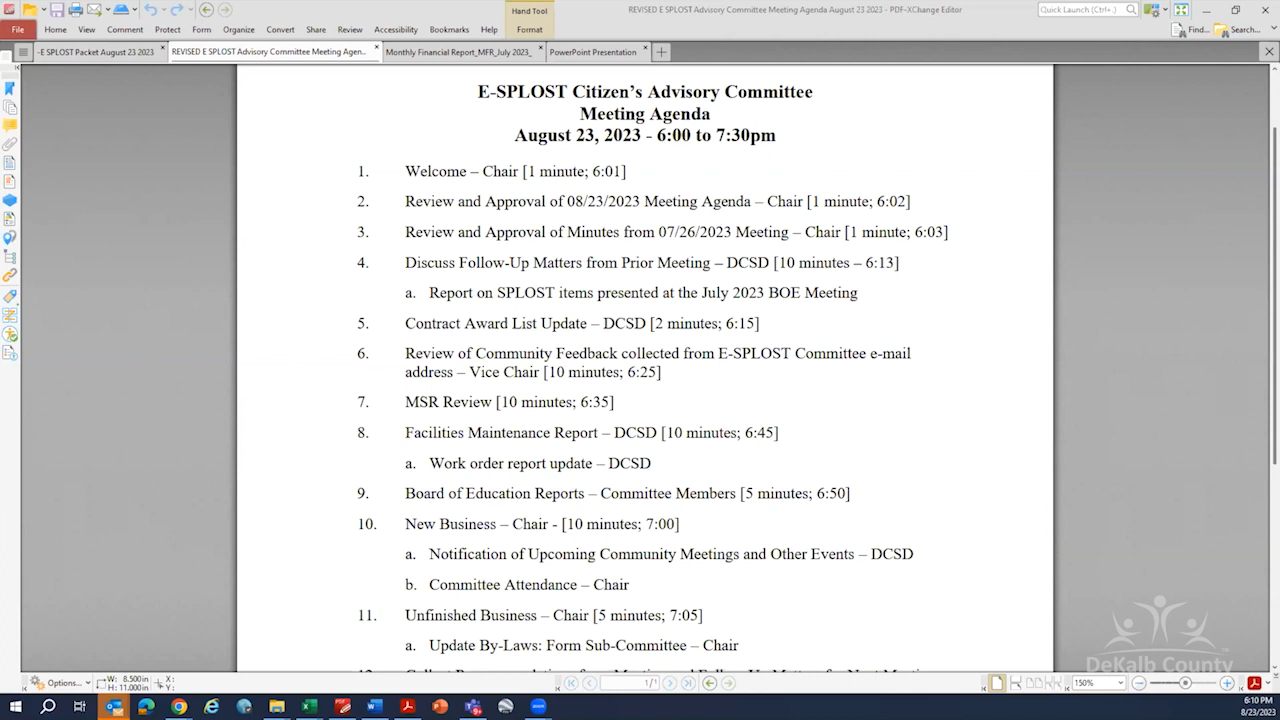 Hand Tool
REVISED E SPLOST Advisory Committee Meeting Agenda August 23 2023 - PDF-XChange Editor
Quick Launch (Ctrl+.)
File Home View Comment Protect Form Organize Convert Share Review Accessibility Bookmarks Help Format
Find... Search...
-E SPLOST Packet August 23 2023 × REVISED E SPLOST Advisory Committee Meeting Agen... × Monthly Financial Report_MFR_July 2023_ × PowerPoint Presentation ×
E-SPLOST Citizen’s Advisory Committee
Meeting Agenda
August 23, 2023 - 6:00 to 7:30pm
1. Welcome – Chair [1 minute; 6:01]
2. Review and Approval of 08/23/2023 Meeting Agenda – Chair [1 minute; 6:02]
3. Review and Approval of Minutes from 07/26/2023 Meeting – Chair [1 minute; 6:03]
4. Discuss Follow-Up Matters from Prior Meeting – DCSD [10 minutes – 6:13]
a. Report on SPLOST items presented at the July 2023 BOE Meeting
5. Contract Award List Update – DCSD [2 minutes; 6:15]
6. Review of Community Feedback collected from E-SPLOST Committee e-mail
address – Vice Chair [10 minutes; 6:25]
7. MSR Review [10 minutes; 6:35]
8. Facilities Maintenance Report – DCSD [10 minutes; 6:45]
a. Work order report update – DCSD
9. Board of Education Reports – Committee Members [5 minutes; 6:50]
10. New Business – Chair - [10 minutes; 7:00]
a. Notification of Upcoming Community Meetings and Other Events – DCSD
b. Committee Attendance – Chair
11. Unfinished Business – Chair [5 minutes; 7:05]
a. Update By-Laws: Form Sub-Committee – Chair
DeKalb County
Options... W: 8.500in X:
H: 11.000in Y:
1/1
150%
6:10 PM
8/23/2023